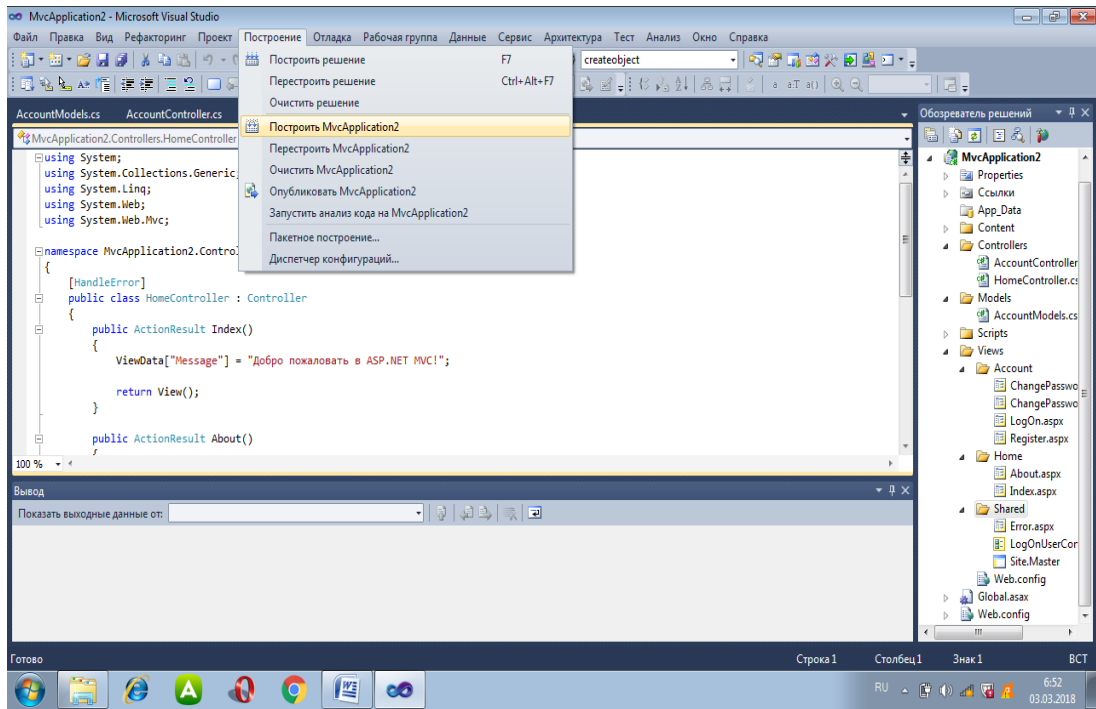 MvcApplication2 - Microsoft Visual Studio
Файл Правка Вид Рефакторинг Проект Построение Отладка Рабочая группа Данные Сервис Архитектура Тест Анализ Окно Справка
createobject
Построить решение F7
Перестроить решение Ctrl+Alt+F7
Очистить решение
Построить MvcApplication2
Перестроить MvcApplication2
Очистить MvcApplication2
Опубликовать MvcApplication2
Запустить анализ кода на MvcApplication2
Пакетное построение...
Диспетчер конфигураций...
AccountModels.cs AccountController.cs
MvcApplication2.Controllers.HomeController
using System;
using System.Collections.Generic;
using System.Linq;
using System.Web;
using System.Web.Mvc;
namespace MvcApplication2.Control
{
[HandleError]
public class HomeController : Controller
{
public ActionResult Index()
{
ViewData["Message"] = "Добро пожаловать в ASP.NET MVC!";
return View();
}
public ActionResult About()
{
100 %
Вывод
Показать выходные данные от:
Обозреватель решений
MvcApplication2
Properties
Ссылки
App_Data
Content
Controllers
AccountController
HomeController.cs
Models
AccountModels.cs
Scripts
Views
Account
ChangePasswo
ChangePasswo
LogOn.aspx
Register.aspx
Home
About.aspx
Index.aspx
Shared
Error.aspx
LogOnUserCor
Site.Master
Web.config
Global.asax
Web.config
Готово Строка 1 Столбец 1 Знак 1 ВСТ
RU 6:52
03.03.2018